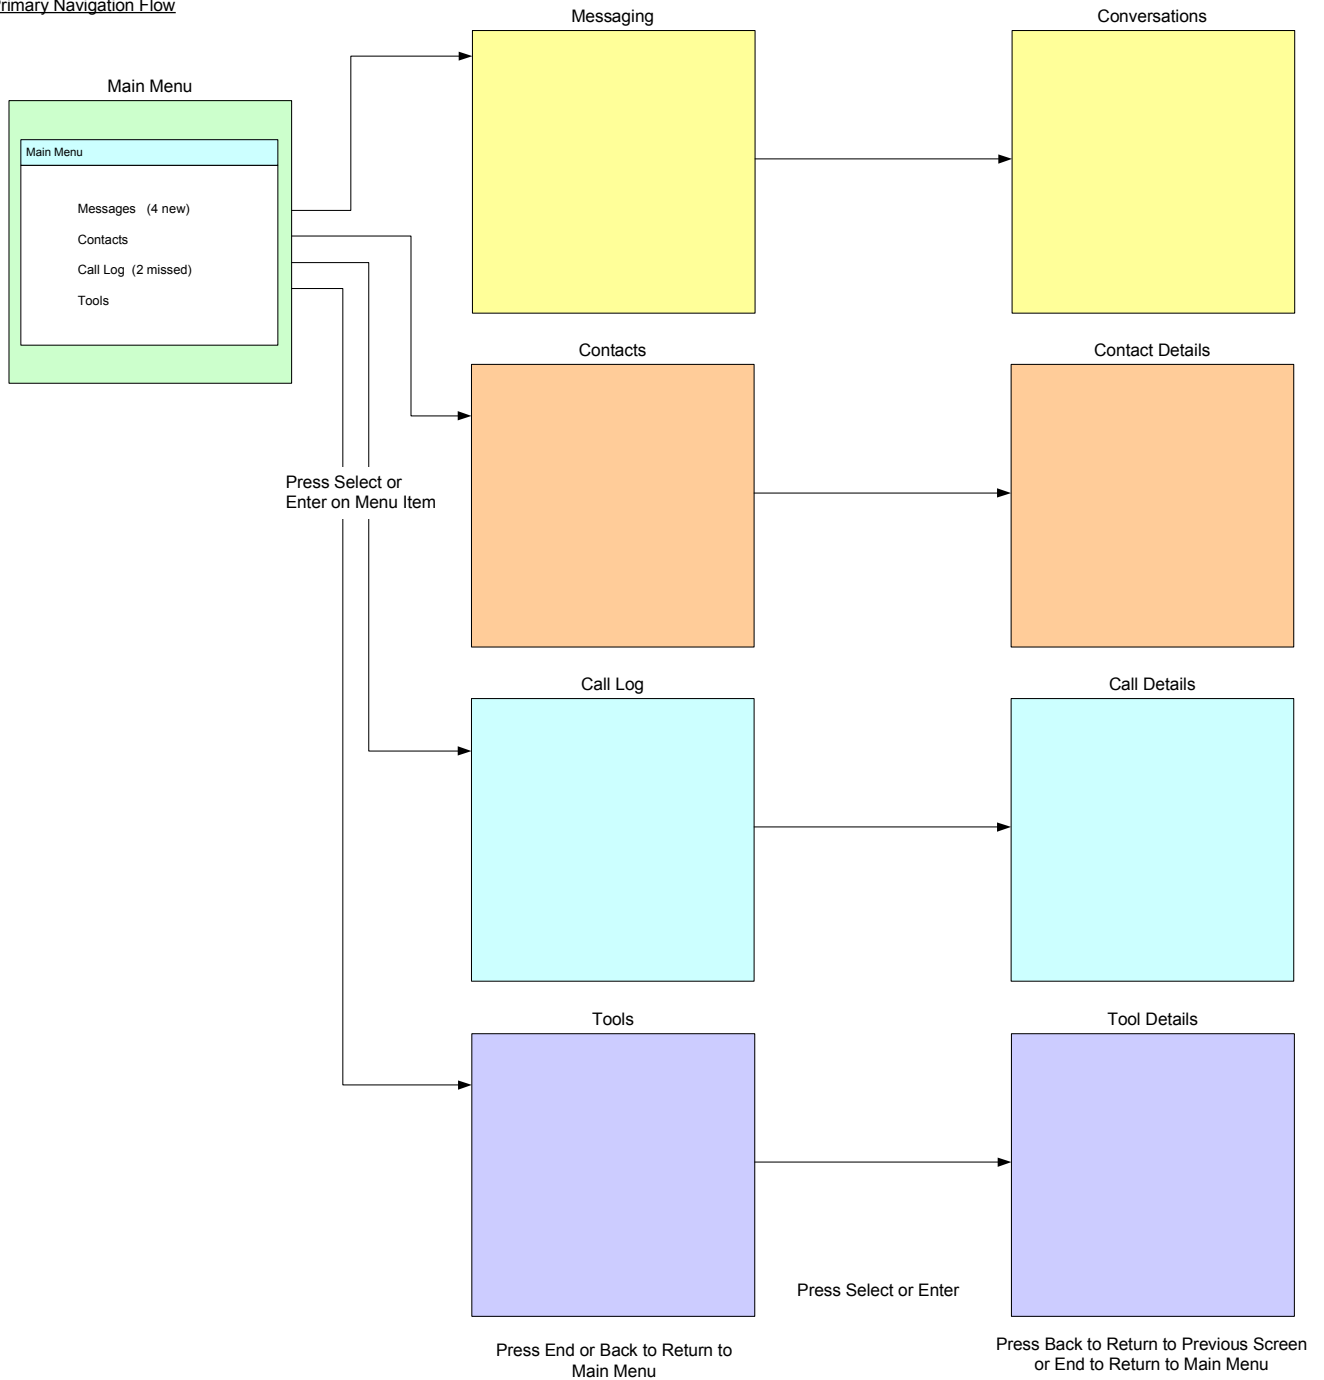 Primary Navigation Flow
Messaging
Conversations
Main Menu
Main Menu
Messages (4 new)
Contacts
Call Log (2 missed)
Tools
Contacts
Contact Details
Press Select or
Enter on Menu Item
Call Log
Call Details
Tools
Tool Details
Press Select or Enter
Press End or Back to Return to
Main Menu
Press Back to Return to Previous Screen
or End to Return to Main Menu